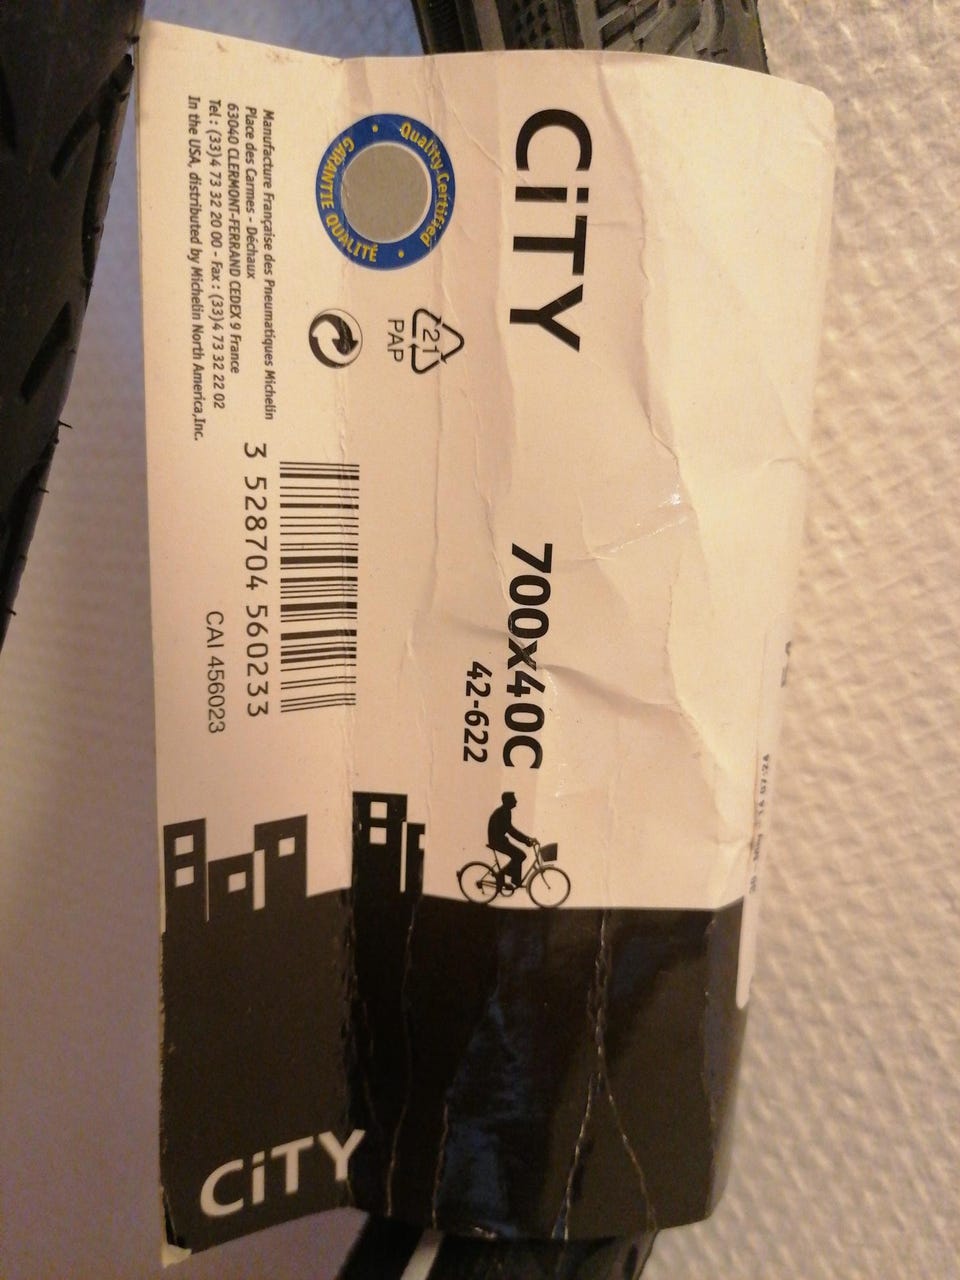 CiTY
700x40C
42-622
Quality Certified
GARANTIE QUALITÉ
21
PAP
Manufacture Française des Pneumatiques Michelin
Place des Carmes - Déchaux
63040 CLERMONT-FERRAND CEDEX 9 France
Tel : (33)4 73 32 20 00 - Fax : (33)4 73 32 22 02
In the USA, distributed by Michelin North America,Inc.
3 528704 560233
CAI 456023
CiTY